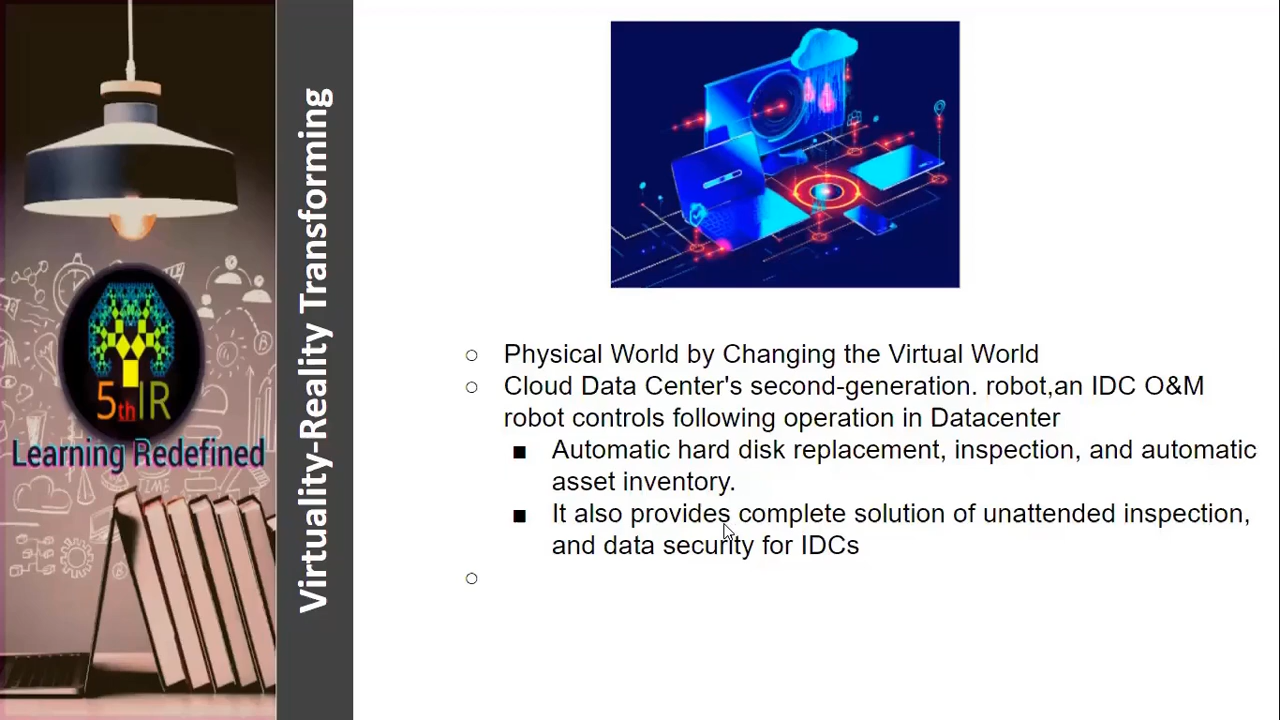 Virtuality-Reality Transforming
5thIR
Learning Redefined
TIME
Physical World by Changing the Virtual World
Cloud Data Center's second-generation. robot,an IDC O&M
robot controls following operation in Datacenter
Automatic hard disk replacement, inspection, and automatic
asset inventory.
It also provides complete solution of unattended inspection,
and data security for IDCs